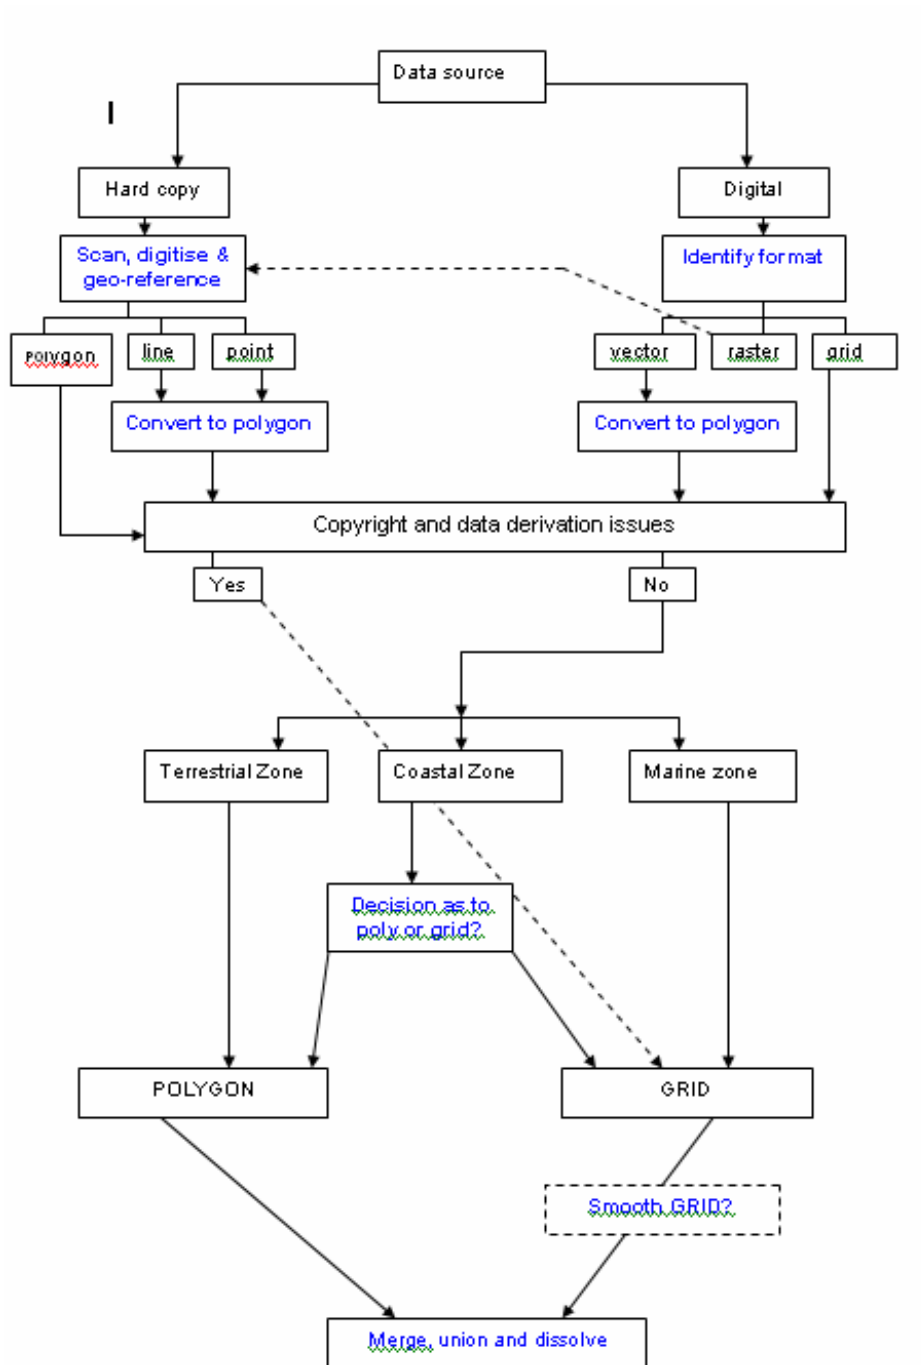 Data source
I
Hard copy
Digital
Scan, digitise &
geo-reference
Identify format
polygon
line
point
vector
raster
grid
Convert to polygon
Convert to polygon
Copyright and data derivation issues
Yes
No
Terrestrial Zone
Coastal Zone
Marine zone
Decision as to
poly or grid?
POLYGON
GRID
Smooth GRID?
Merge, union and dissolve